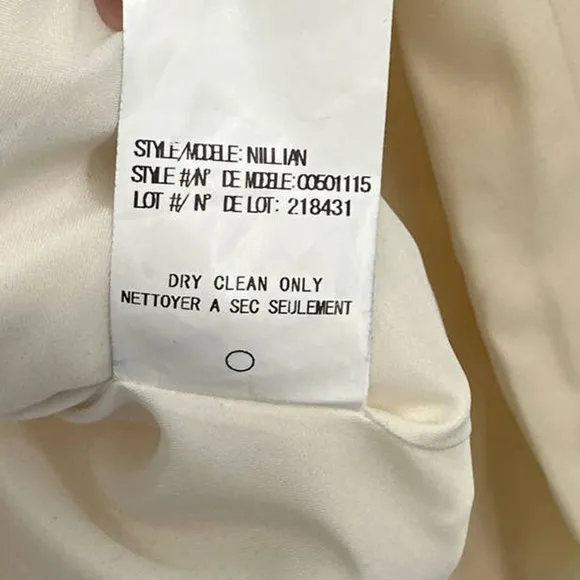 STYLE/MODELE: NILLIAN
STYLE #/N° DE MODELE: 00501115
LOT #/ N° DE LOT: 218431
DRY CLEAN ONLY
NETTOYER A SEC SEULEMENT